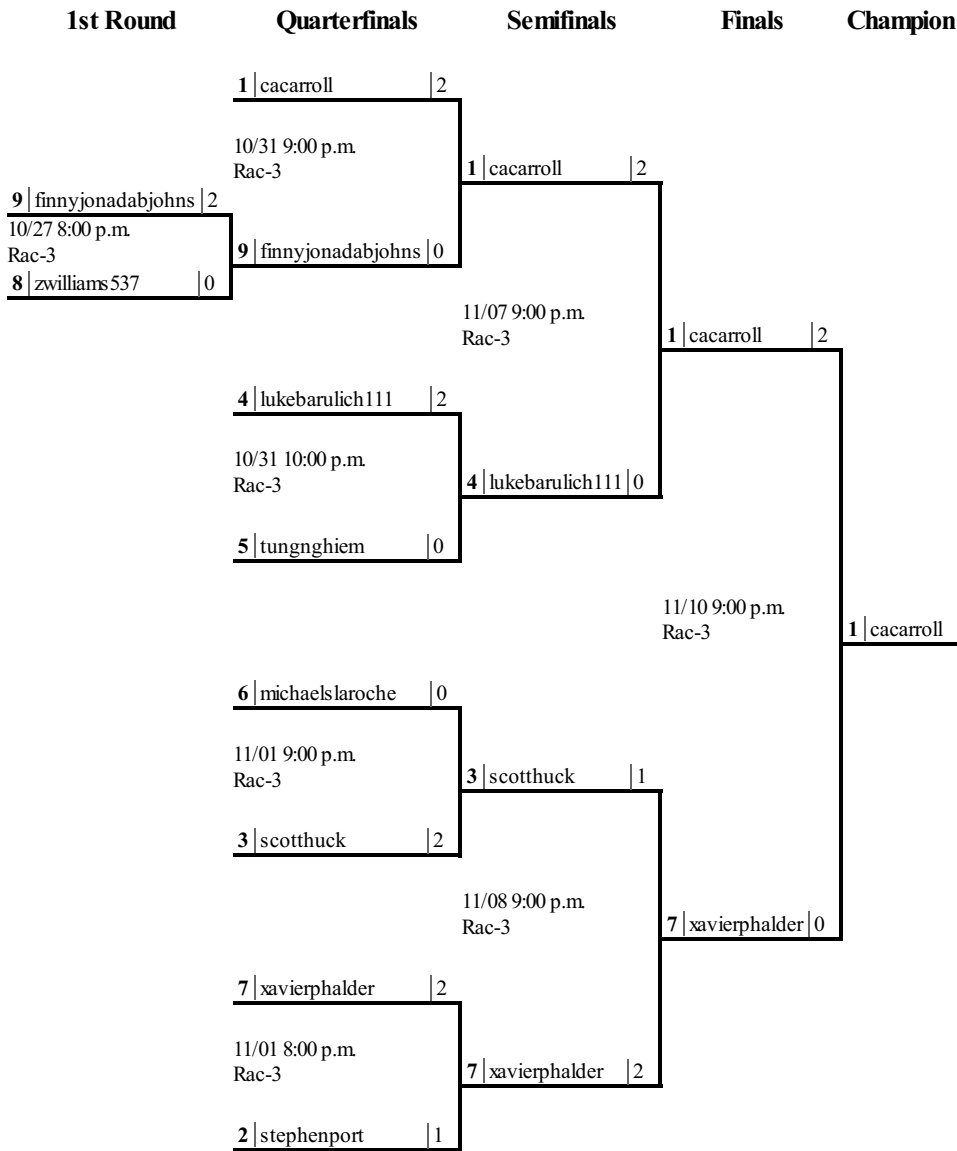 1st Round Quarterfinals Semifinals Finals Champion
1 cacarroll 2
10/31 9:00 p.m.
Rac-3
1 cacarroll 2
9 finnyjonadabjohns 2
10/27 8:00 p.m.
Rac-3
8 zwilliams537 0
9 finnyjonadabjohns 0
11/07 9:00 p.m.
Rac-3
1 cacarroll 2
4 lukebarulich111 2
10/31 10:00 p.m.
Rac-3
4 lukebarulich111 0
5 tungnghiem 0
11/10 9:00 p.m.
Rac-3
1 cacarroll
6 michaelslaroche 0
11/01 9:00 p.m.
Rac-3
3 scotthuck 1
3 scotthuck 2
11/08 9:00 p.m.
Rac-3
7 xavierphalder 0
7 xavierphalder 2
11/01 8:00 p.m.
Rac-3
7 xavierphalder 2
2 stephenport 1